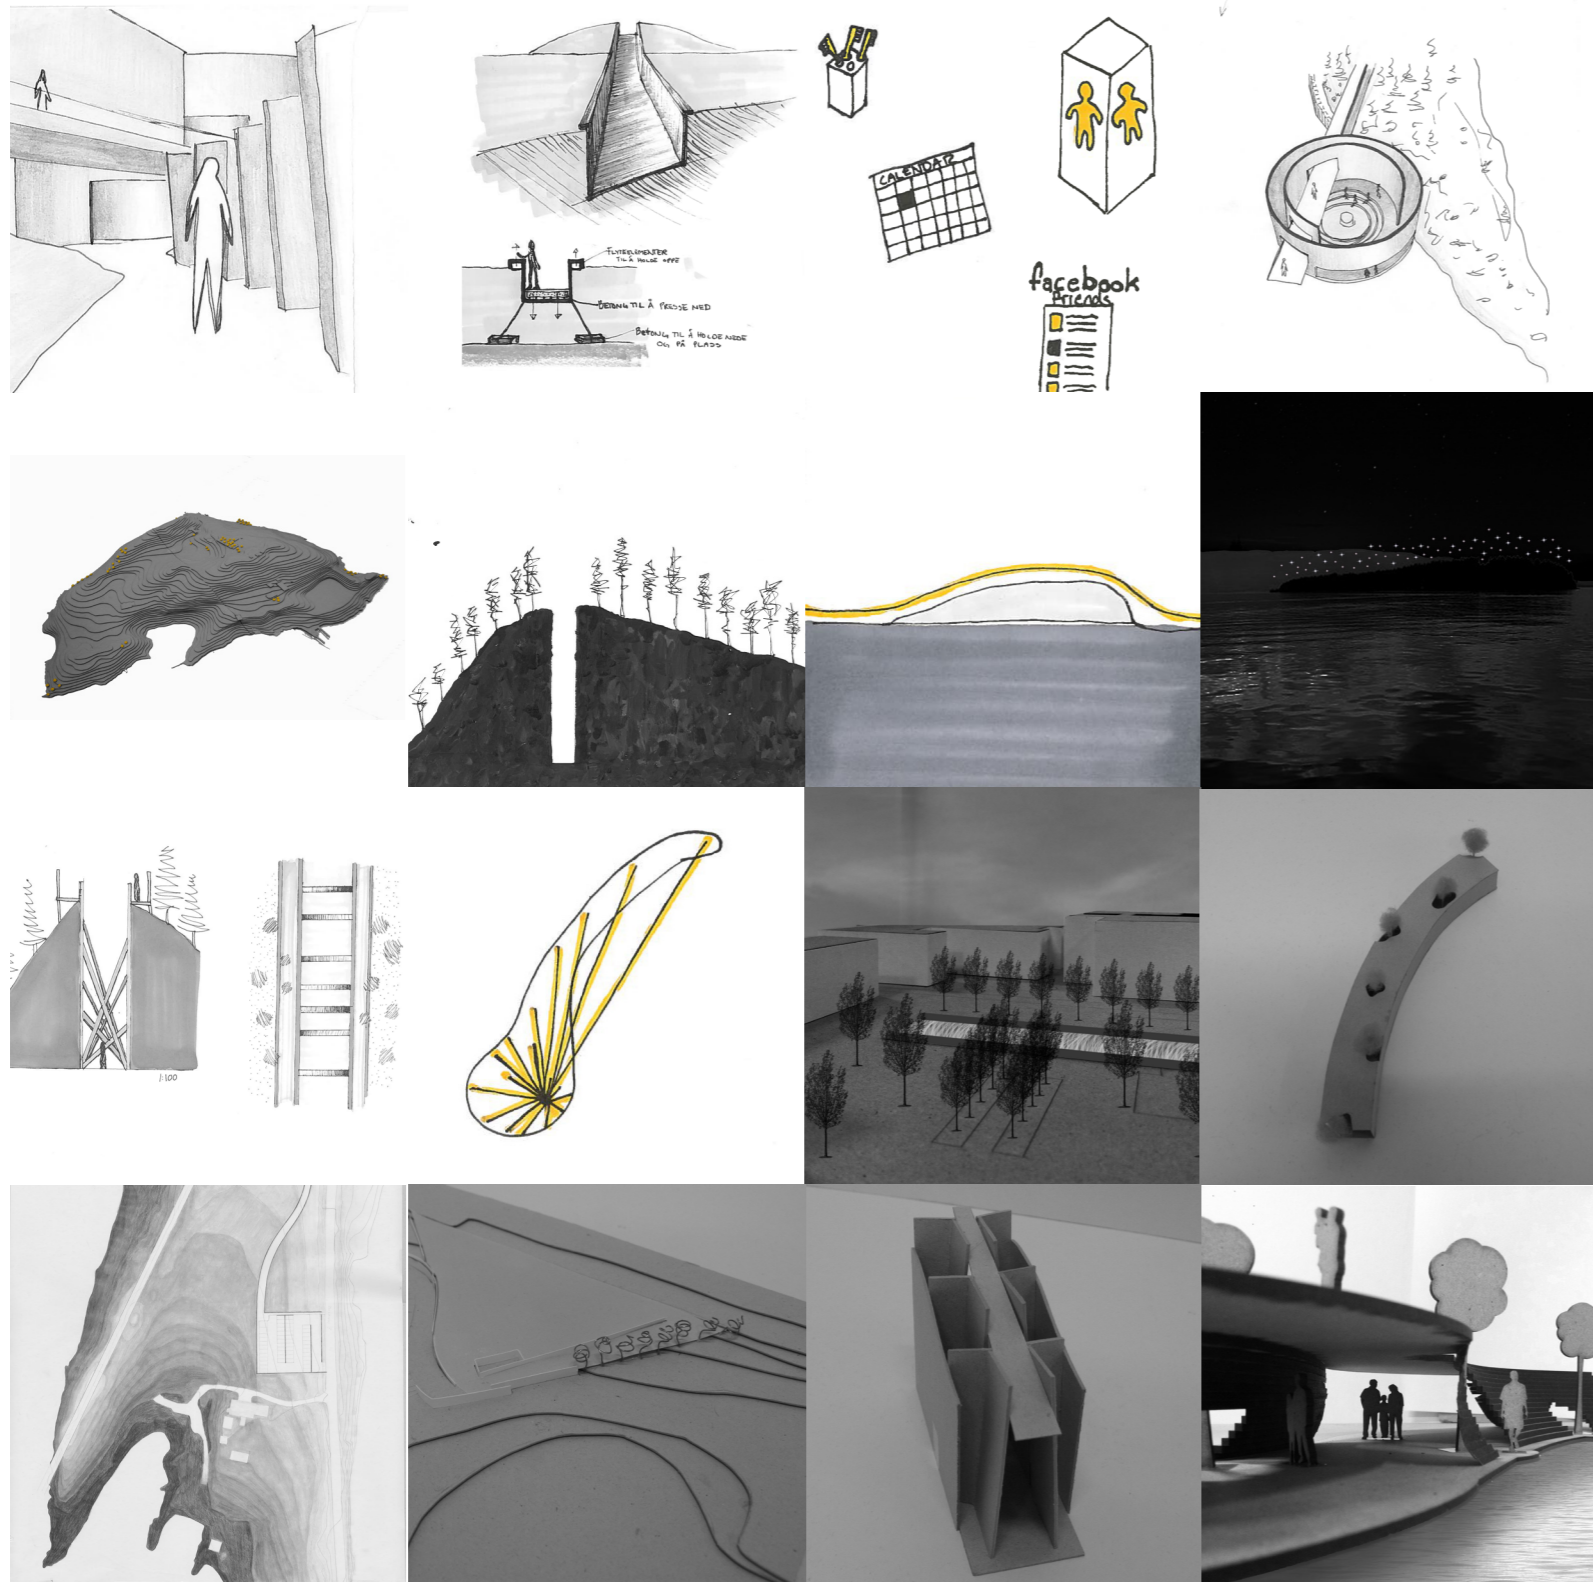 FLYTEELEMENTER
TIL Å HOLDE OPPE
BETONG TIL Å PRESSE NED
BETONG TIL Å HOLDE NEDE
OG PÅ PLASS
CALENDAR
facebook
friends
1:100